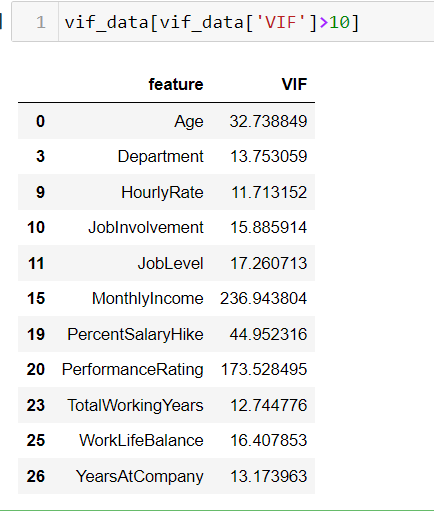 1 vif_data[vif_data['VIF']>10]
feature VIF
0 Age 32.738849
3 Department 13.753059
9 HourlyRate 11.713152
10 JobInvolvement 15.885914
11 JobLevel 17.260713
15 MonthlyIncome 236.943804
19 PercentSalaryHike 44.952316
20 PerformanceRating 173.528495
23 TotalWorkingYears 12.744776
25 WorkLifeBalance 16.407853
26 YearsAtCompany 13.173963